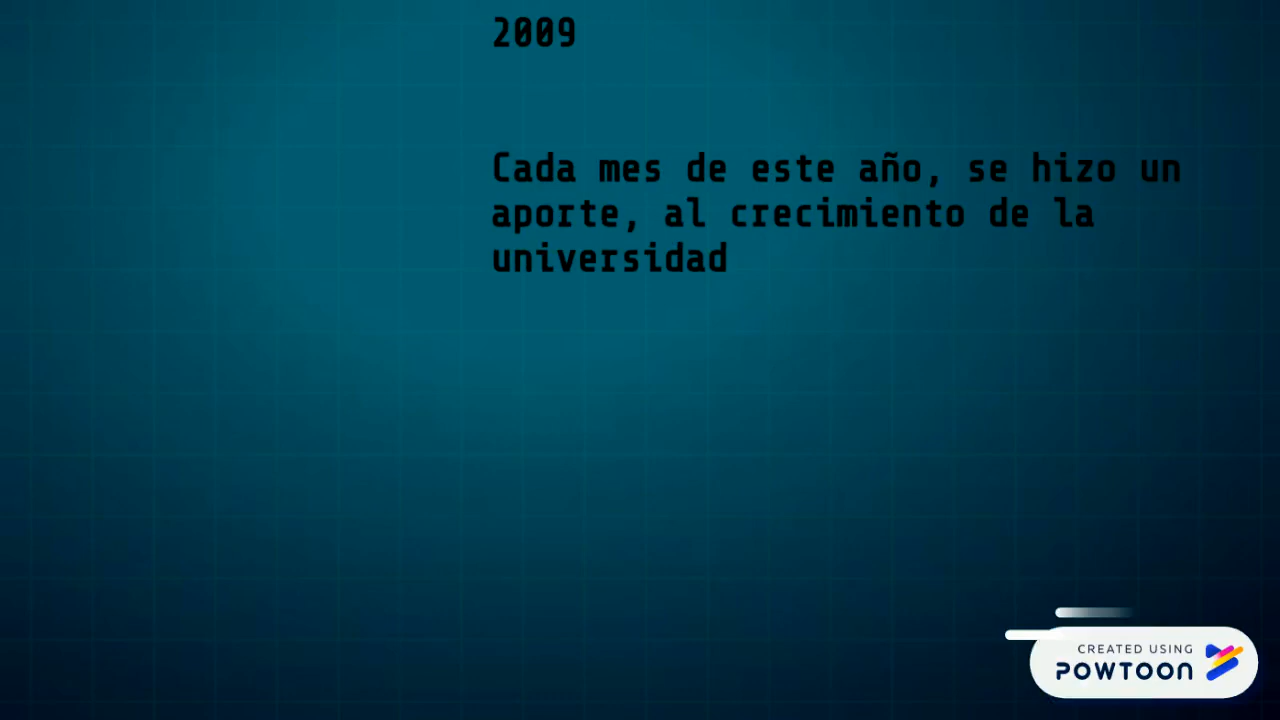 2009
Cada mes de este año, se hizo un
aporte, al crecimiento de la
universidad
CREATED USING
POWTOON